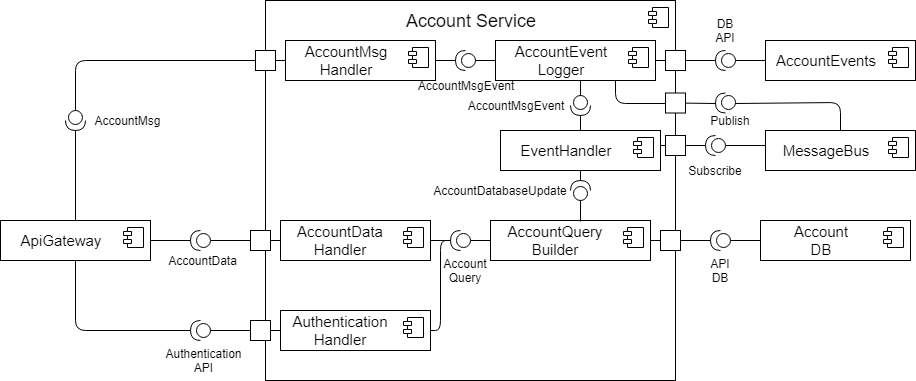 Account Service
DB
API
AccountMsg
Handler
AccountEvent
Logger
AccountEvents
AccountMsgEvent
AccountMsgEvent
AccountMsg
Publish
EventHandler
MessageBus
Subscribe
AccountDatabaseUpdate
ApiGateway
AccountData
Handler
AccountQuery
Builder
Account
DB
AccountData
Account
Query
API
DB
Authentication
Handler
Authentication
API